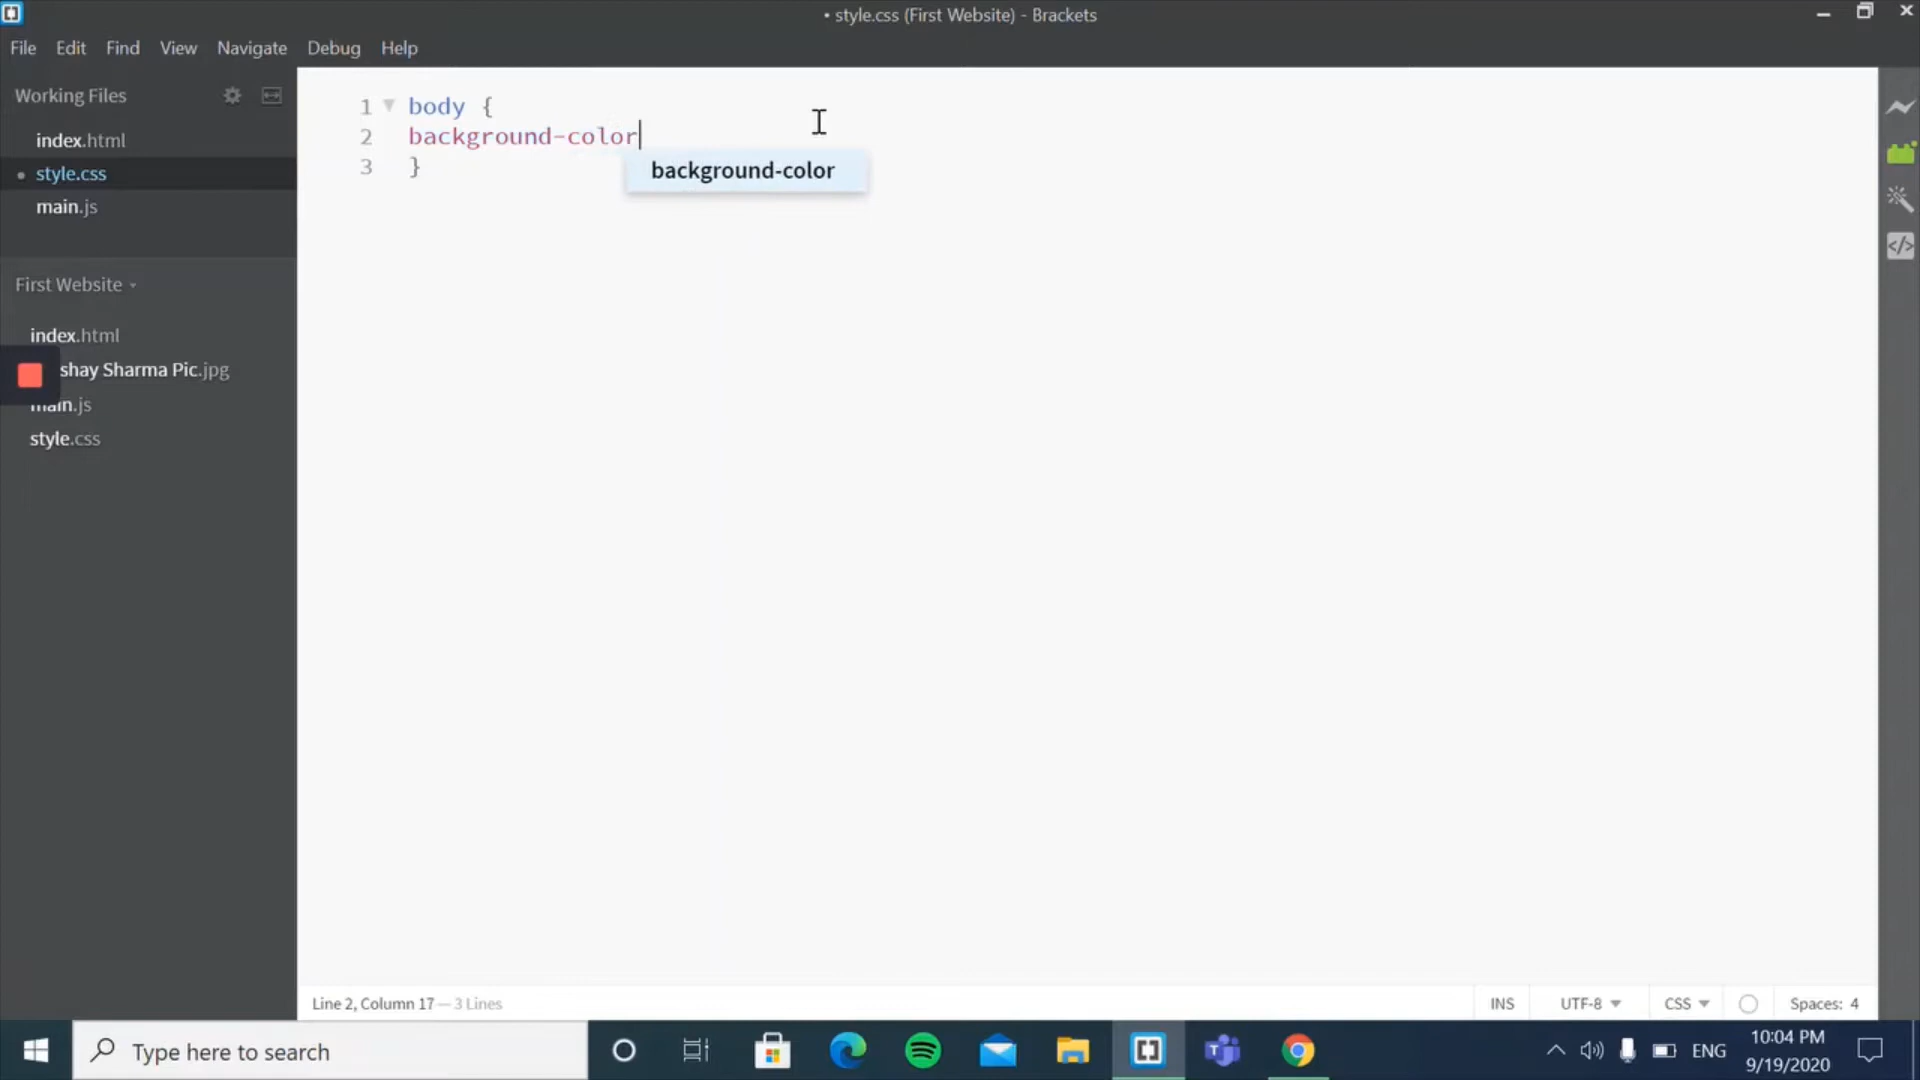 • style.css (First Website) - Brackets
File Edit Find View Navigate Debug Help
Working Files
index.html
• style.css
main.js
First Website
index.html
shay Sharma Pic.jpg
main.js
style.css
1 body {
2 background-color
3 }
background-color
Line 2, Column 17 — 3 Lines
INS UTF-8 CSS Spaces: 4
Type here to search
ENG
10:04 PM
9/19/2020